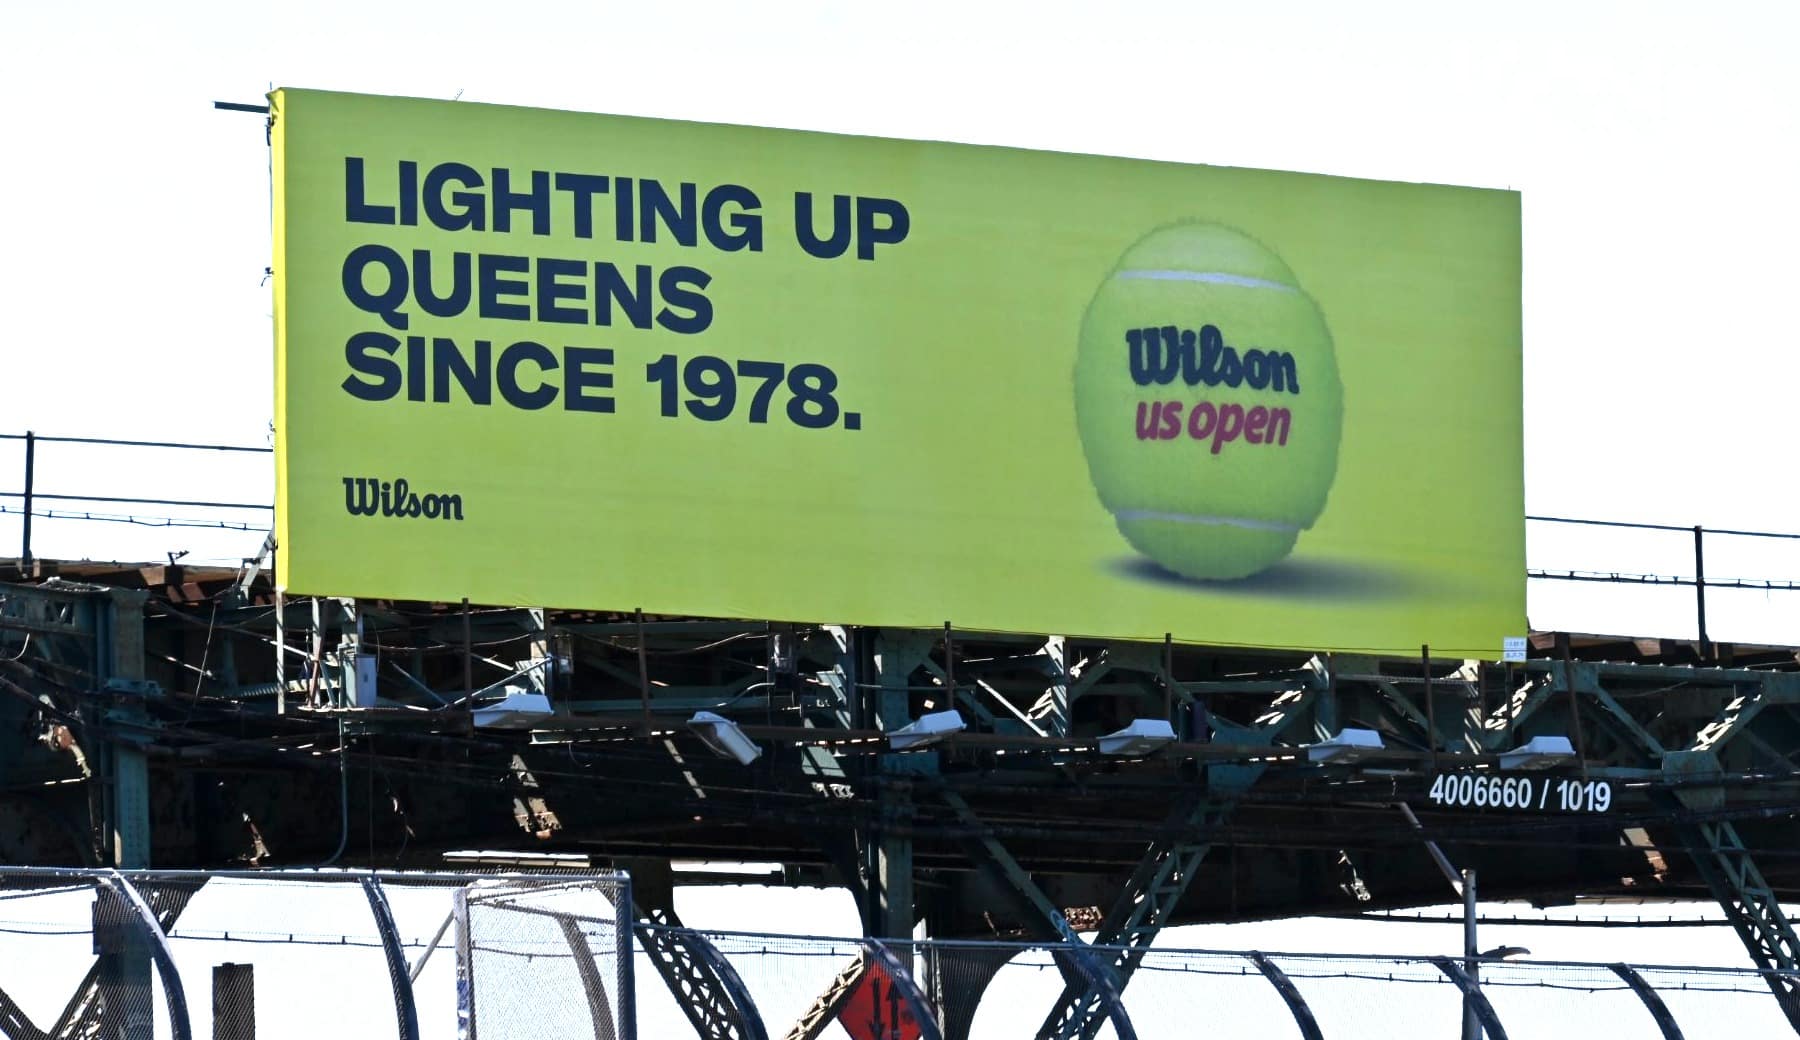 LIGHTING UP
QUEENS
SINCE 1978.
Wilson
Wilson
us open
4006660 / 1019